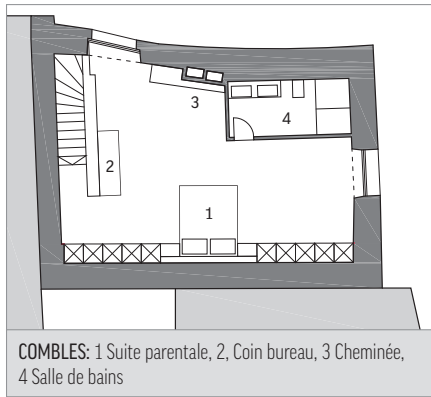 3
4
2
1
COMBLES: 1 Suite parentale, 2, Coin bureau, 3 Cheminée,
4 Salle de bains